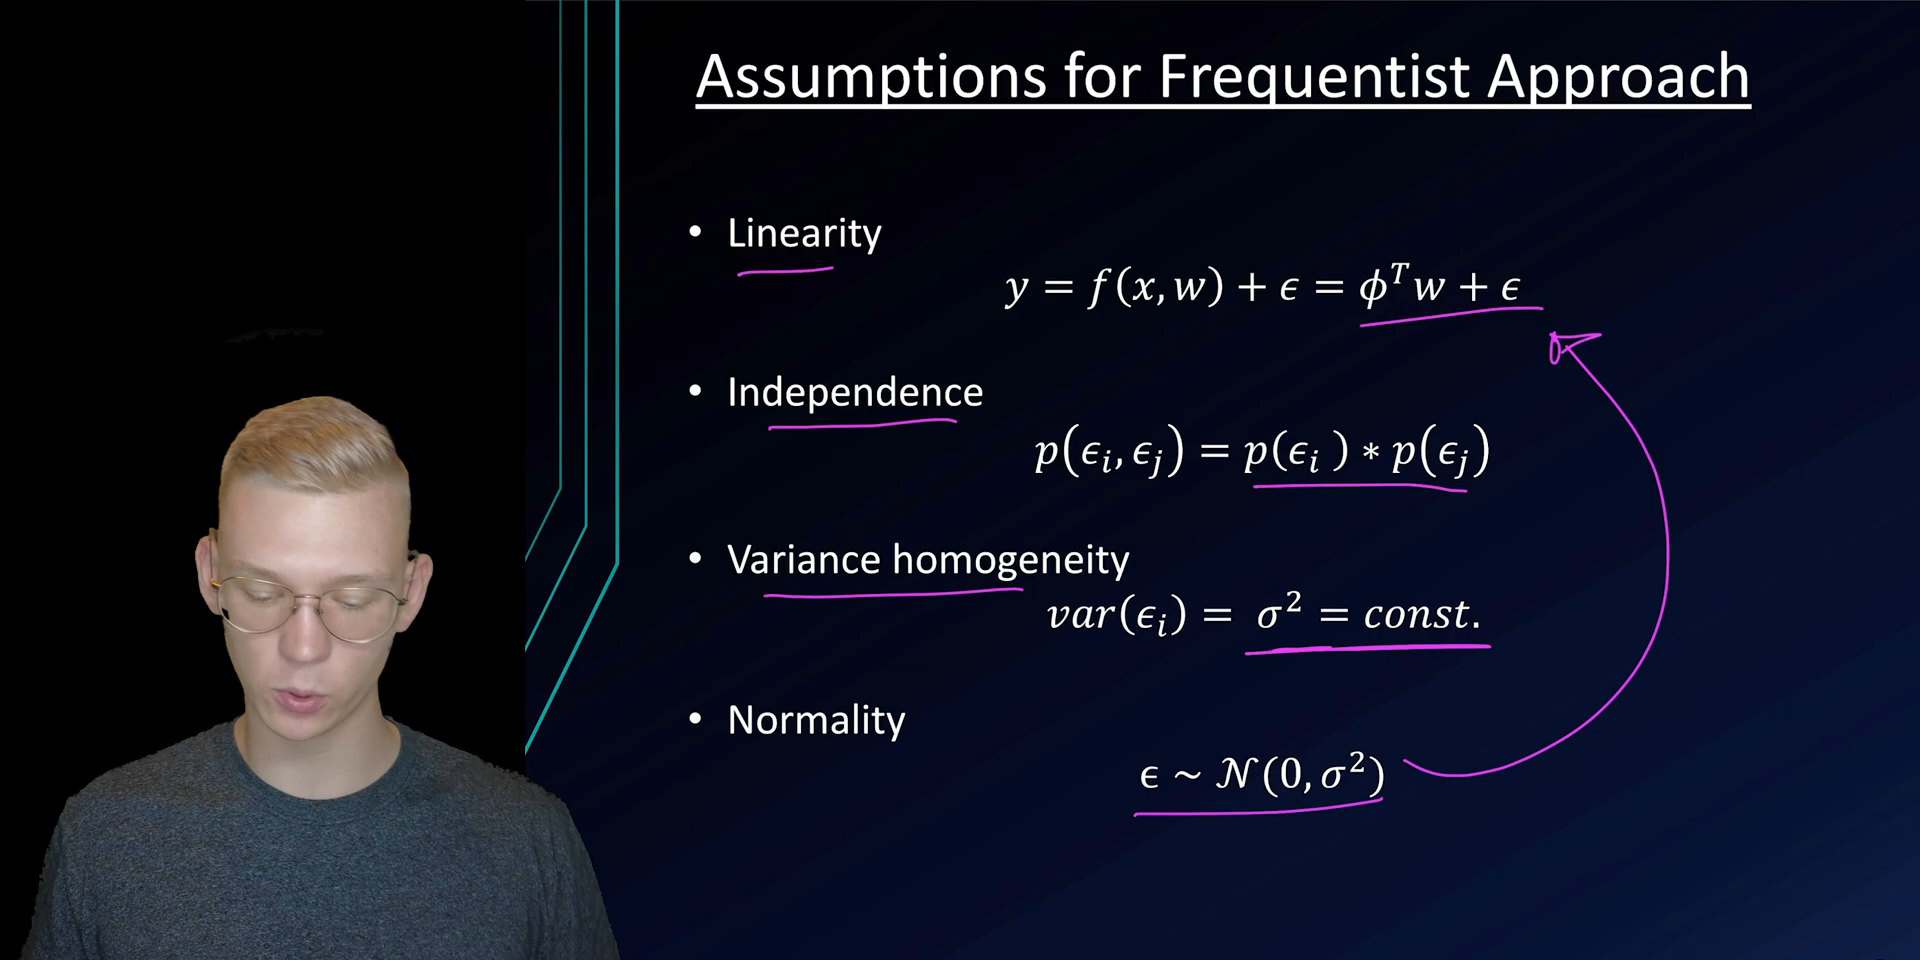 Assumptions for Frequentist Approach
• Linearity
y = f(x, w) + ϵ = ϕᵀw + ϵ
• Independence
p(ϵᵢ, ϵⱼ) = p(ϵᵢ ) ∗ p(ϵⱼ)
• Variance homogeneity
var(ϵᵢ) = σ² = const.
• Normality
ϵ ~ 𝒩(0, σ²)